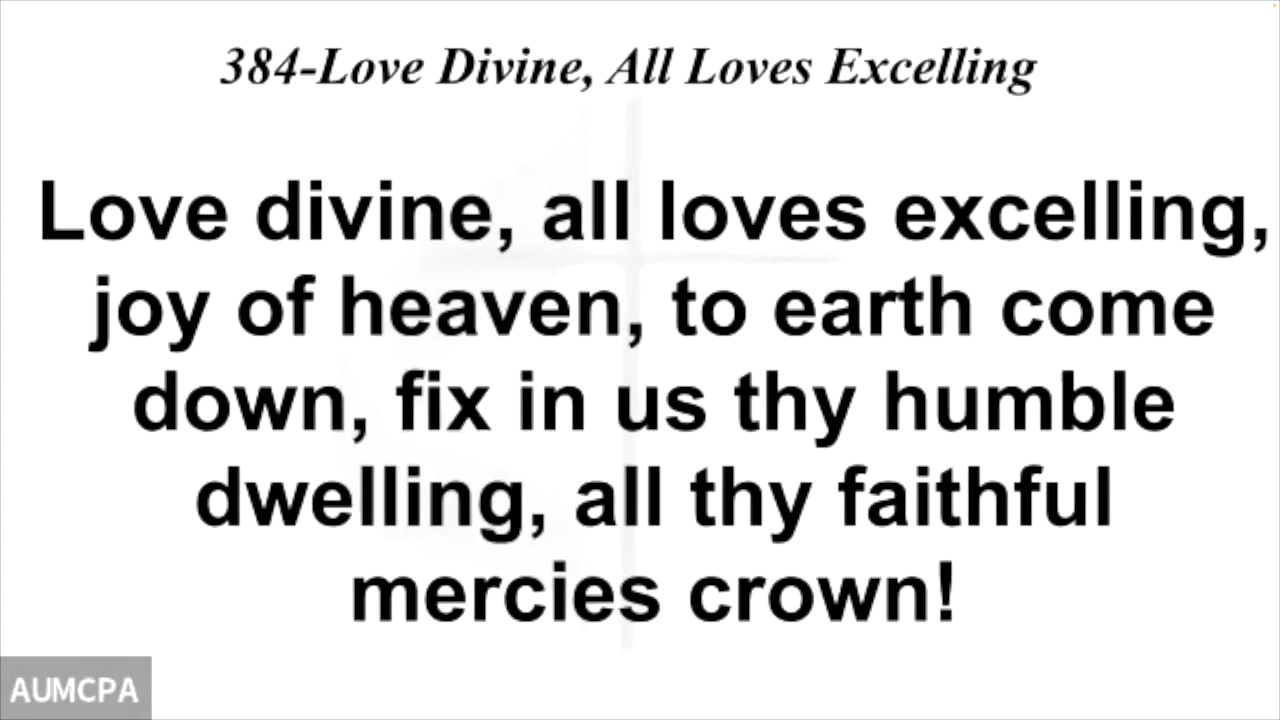 384-Love Divine, All Loves Excelling
Love divine, all loves excelling,
joy of heaven, to earth come
down, fix in us thy humble
dwelling, all thy faithful
mercies crown!
AUMCPA